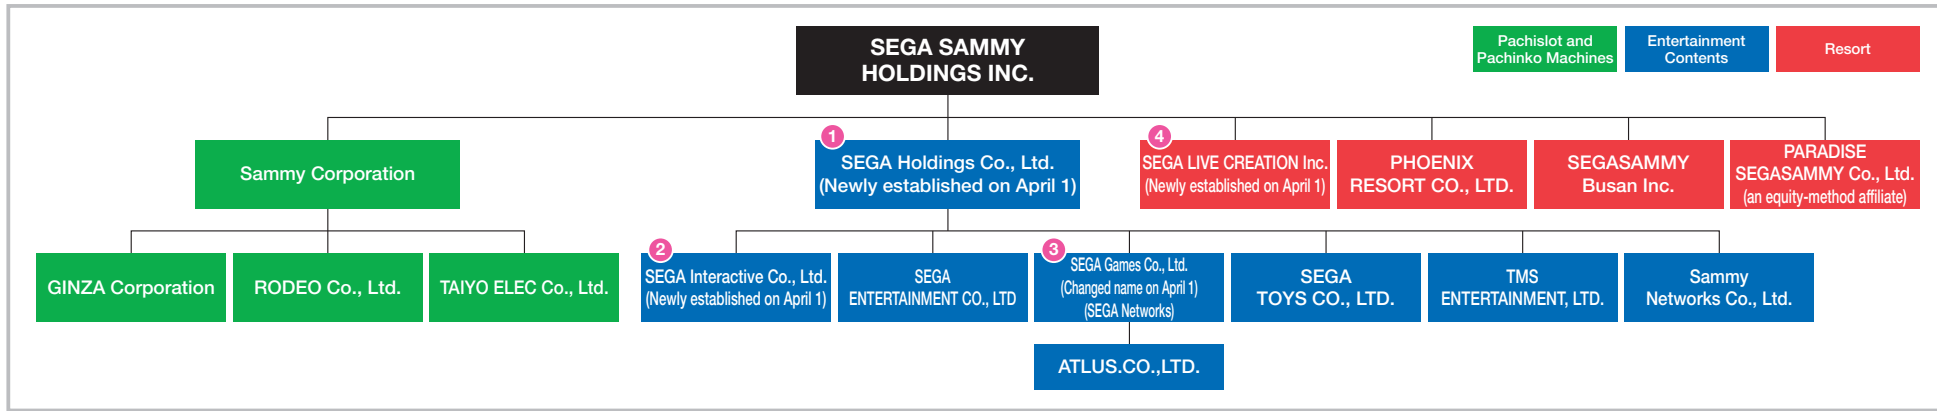 SEGA SAMMY
HOLDINGS INC.
Pachislot and
Pachinko Machines
Entertainment
Contents
Resort
Sammy Corporation
1
SEGA Holdings Co., Ltd.
(Newly established on April 1)
4
SEGA LIVE CREATION Inc.
(Newly established on April 1)
PHOENIX
RESORT CO., LTD.
SEGASAMMY
Busan Inc.
PARADISE
SEGASAMMY Co., Ltd.
(an equity-method affiliate)
GINZA Corporation
RODEO Co., Ltd.
TAIYO ELEC Co., Ltd.
2
SEGA Interactive Co., Ltd.
(Newly established on April 1)
SEGA
ENTERTAINMENT CO., LTD
3
SEGA Games Co., Ltd.
(Changed name on April 1)
(SEGA Networks)
SEGA
TOYS CO., LTD.
TMS
ENTERTAINMENT, LTD.
Sammy
Networks Co., Ltd.
ATLUS.CO.,LTD.